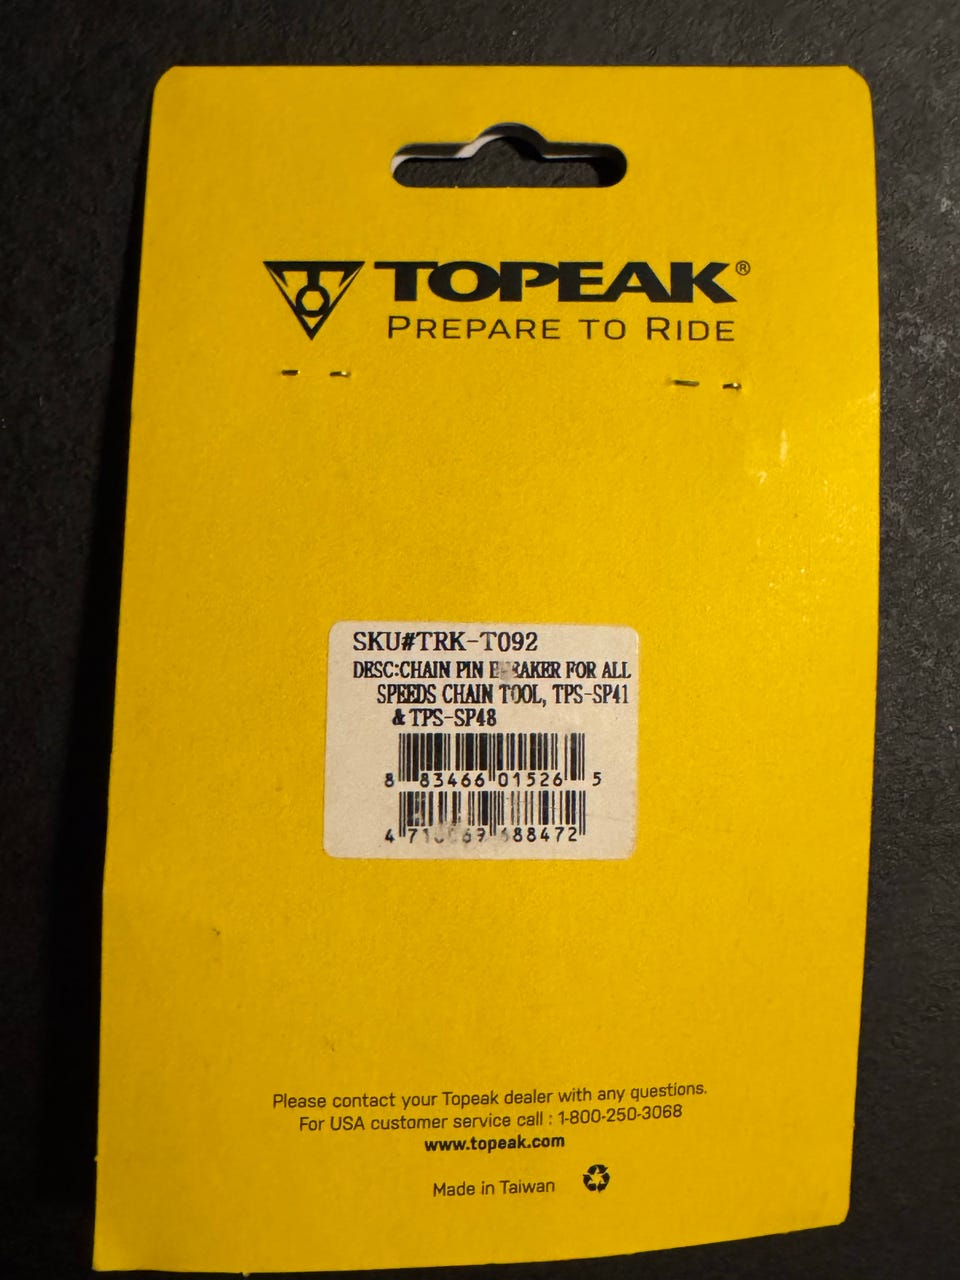 TOPEAK®
PREPARE TO RIDE
SKU#TRK-T092
DESC:CHAIN PIN FOR ALL
SPEEDS CHAIN TOOL, TPS-SP41
& TPS-SP48
8 83466 01526 5
Please contact your Topeak dealer with any questions.
For USA customer service call : 1-800-250-3068
www.topeak.com
Made in Taiwan